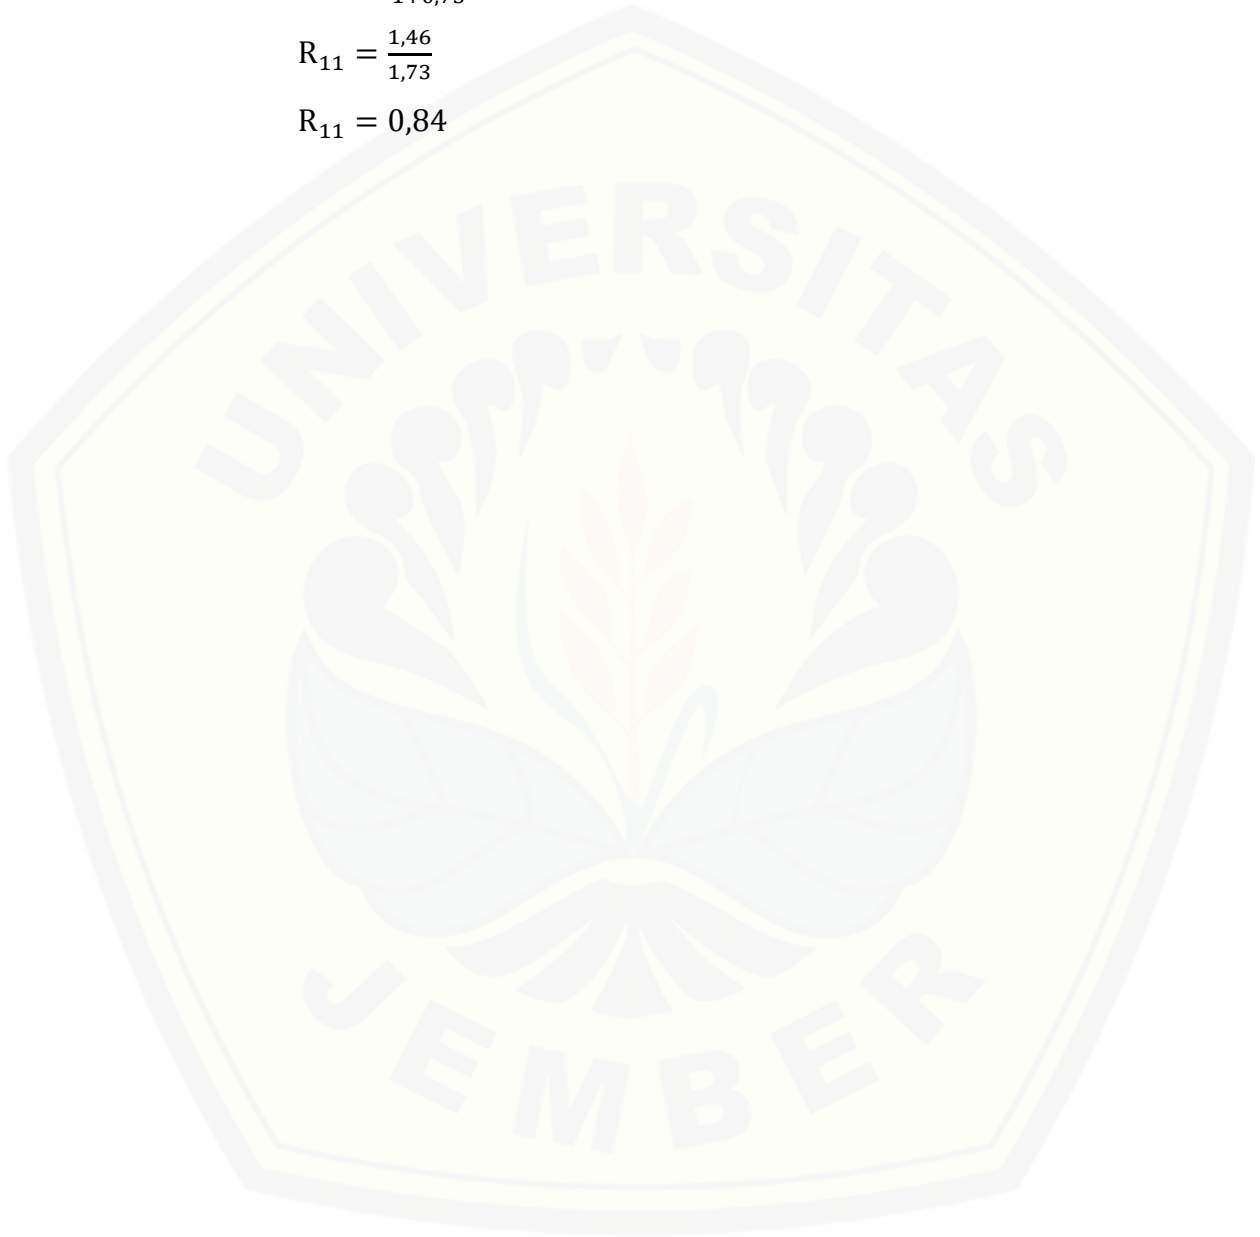 R₁₁ = 1,46/1,73
R₁₁ = 0,84
UNIVERSITAS
JEMBER